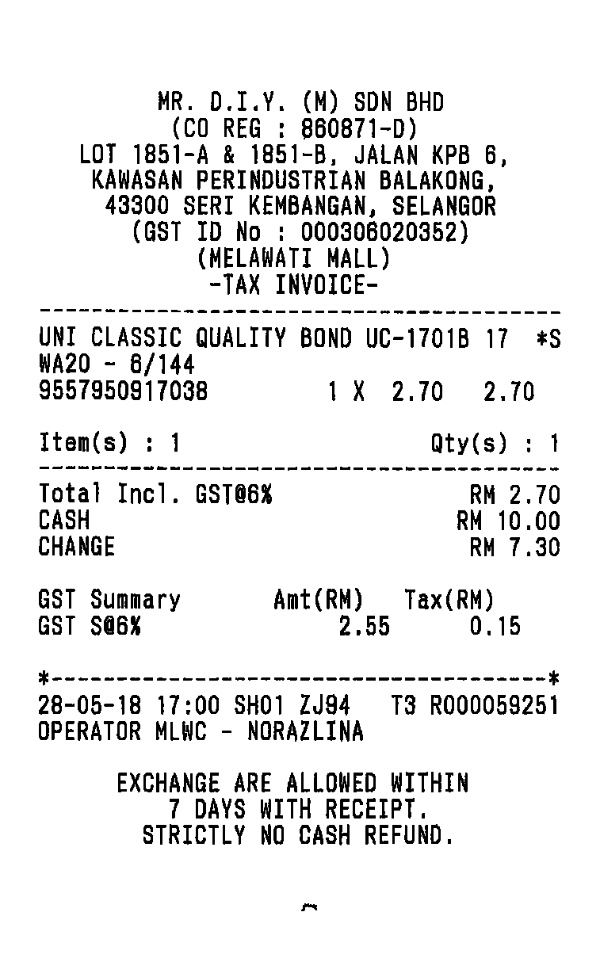 MR. D.I.Y. (M) SDN BHD
(CO REG : 860871-D)
LOT 1851-A & 1851-B, JALAN KPB 6,
KAWASAN PERINDUSTRIAN BALAKONG,
43300 SERI KEMBANGAN, SELANGOR
(GST ID No : 000306020352)
(MELAWATI MALL)
-TAX INVOICE-
UNI CLASSIC QUALITY BOND UC-1701B 17 *S
WA20 - 6/144
9557950917038 1 X 2.70 2.70
Item(s) : 1 Qty(s) : 1
Total Incl. GST@6% RM 2.70
CASH RM 10.00
CHANGE RM 7.30
GST Summary Amt(RM) Tax(RM)
GST S@6% 2.55 0.15
*--------------------------------------*
28-05-18 17:00 SH01 ZJ94 T3 R000059251
OPERATOR MLWC - NORAZLINA
EXCHANGE ARE ALLOWED WITHIN
7 DAYS WITH RECEIPT.
STRICTLY NO CASH REFUND.